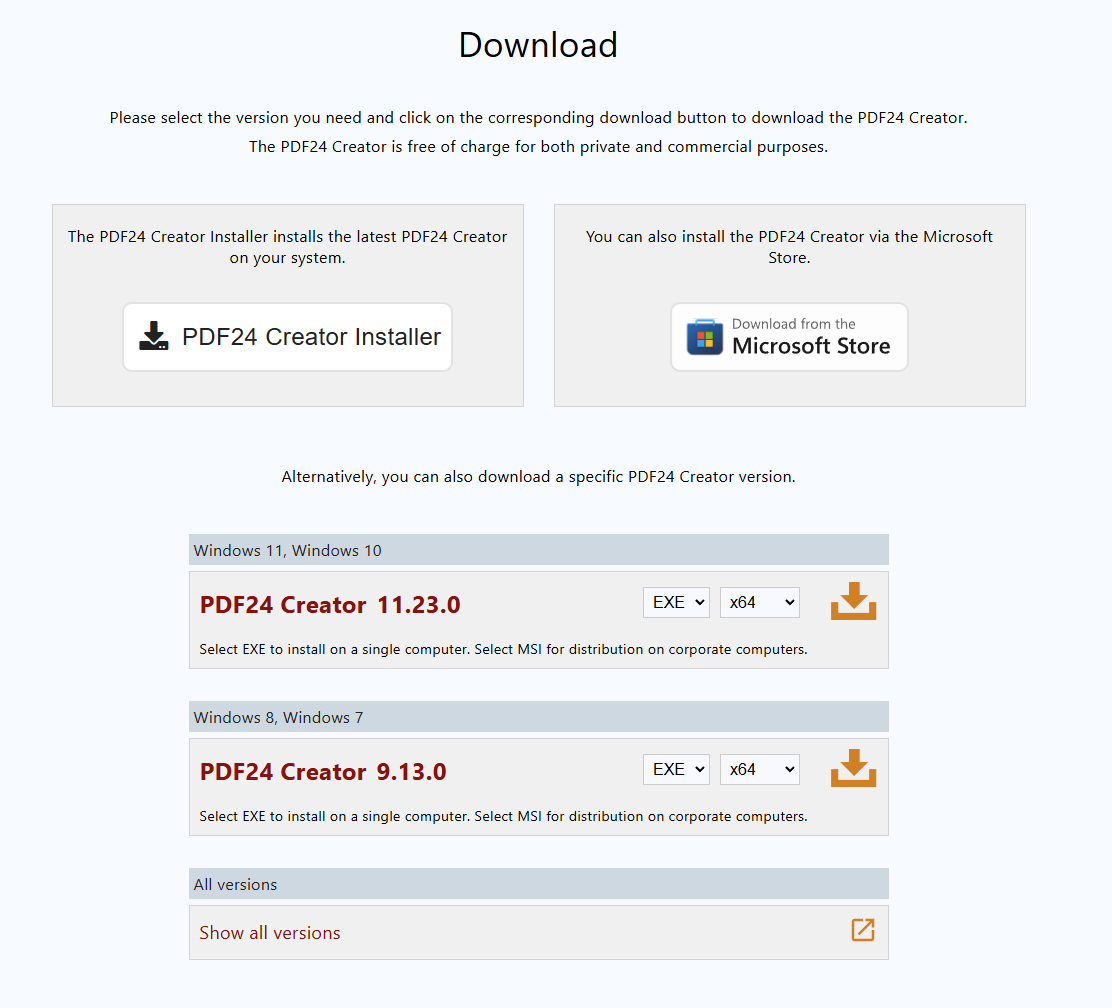 Download
Please select the version you need and click on the corresponding download button to download the PDF24 Creator.
The PDF24 Creator is free of charge for both private and commercial purposes.
The PDF24 Creator Installer installs the latest PDF24 Creator
on your system.
PDF24 Creator Installer
You can also install the PDF24 Creator via the Microsoft
Store.
Download from the
Microsoft Store
Alternatively, you can also download a specific PDF24 Creator version.
Windows 11, Windows 10
PDF24 Creator 11.23.0 EXE x64
Select EXE to install on a single computer. Select MSI for distribution on corporate computers.
Windows 8, Windows 7
PDF24 Creator 9.13.0 EXE x64
Select EXE to install on a single computer. Select MSI for distribution on corporate computers.
All versions
Show all versions